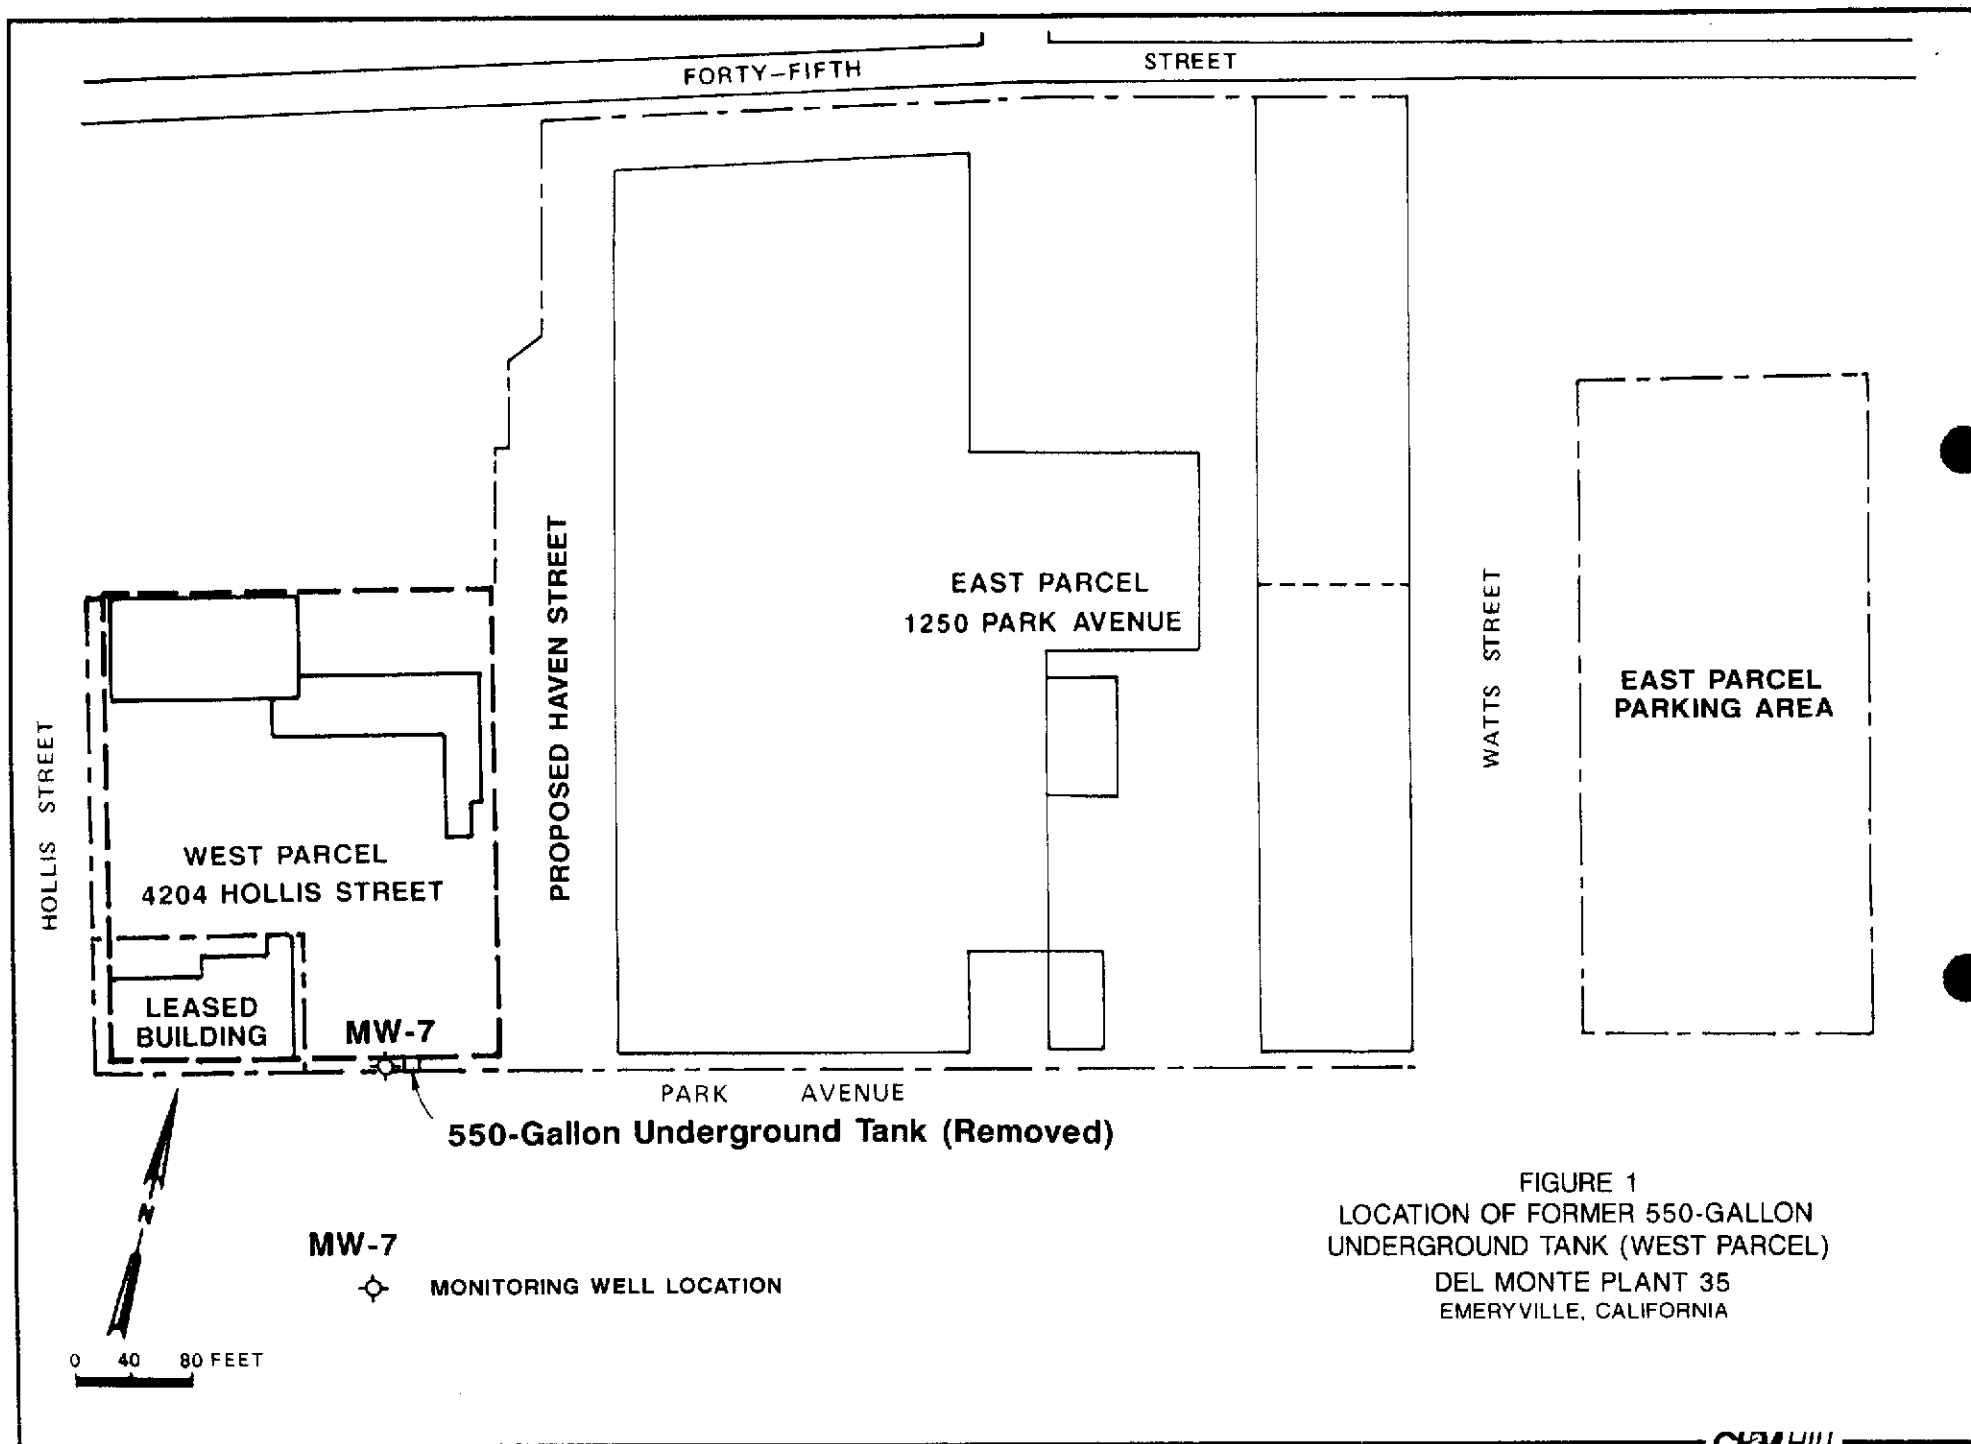 FORTY-FIFTH STREET
EAST PARCEL
1250 PARK AVENUE
PROPOSED HAVEN STREET
WATTS STREET
EAST PARCEL
PARKING AREA
HOLLIS STREET
WEST PARCEL
4204 HOLLIS STREET
LEASED
BUILDING
MW-7
PARK AVENUE
550-Gallon Underground Tank (Removed)
N
MW-7
MONITORING WELL LOCATION
0 40 80 FEET
FIGURE 1
LOCATION OF FORMER 550-GALLON
UNDERGROUND TANK (WEST PARCEL)
DEL MONTE PLANT 35
EMERYVILLE, CALIFORNIA